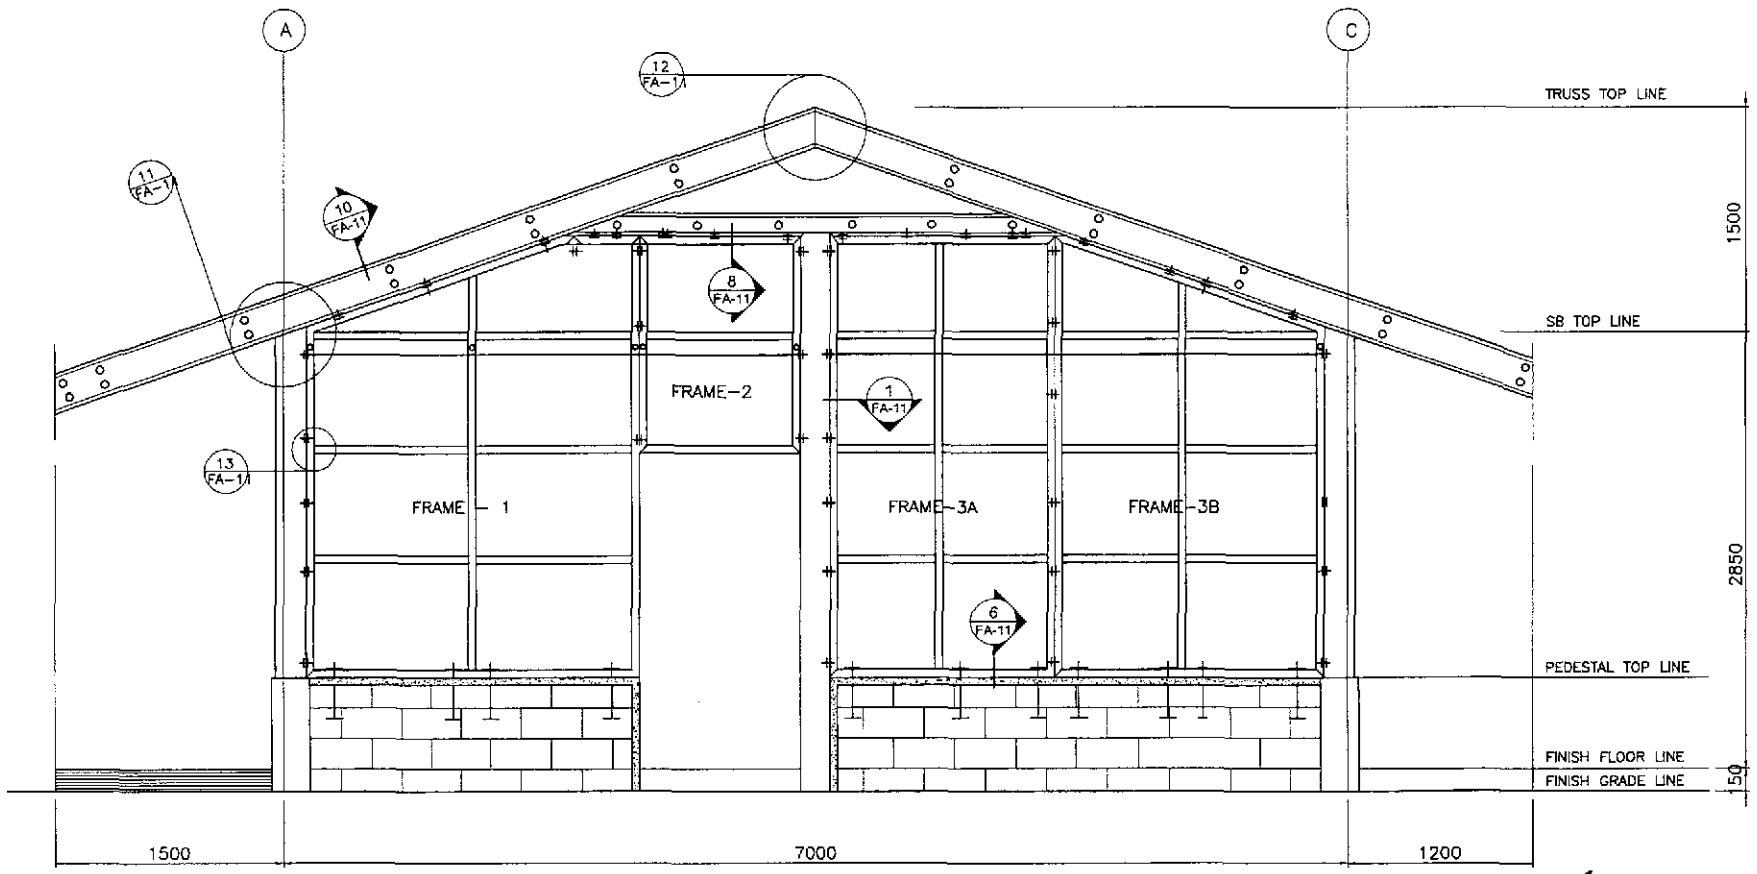 A
C
12
FA-11
TRUSS TOP LINE
11
FA-1
10
FA-11
1500
8
FA-11
SB TOP LINE
FRAME-2
1
FA-11
13
FA-11
FRAME - 1
FRAME-3A
FRAME-3B
2850
6
FA-11
PEDESTAL TOP LINE
FINISH FLOOR LINE
FINISH GRADE LINE
150
1500
7000
1200